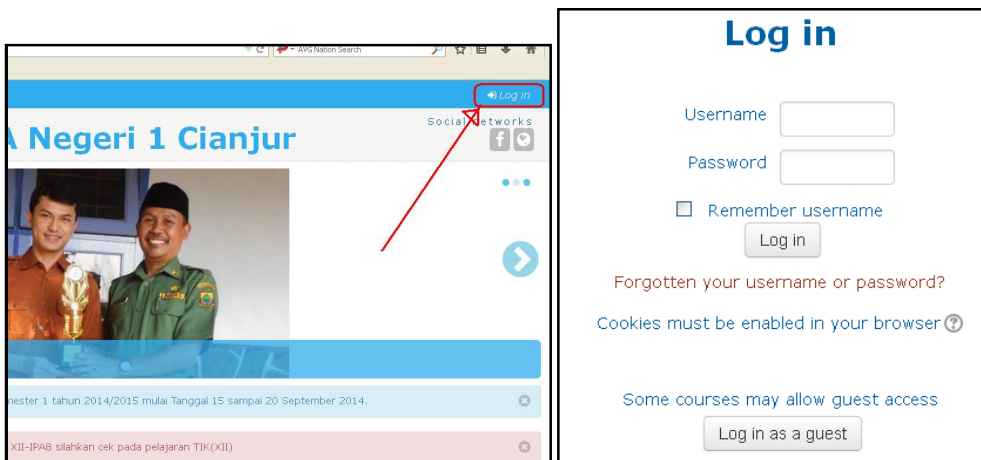 AVG Nation Search
Log in
A Negeri 1 Cianjur
Social Networks
mester 1 tahun 2014/2015 mulai Tanggal 15 sampai 20 September 2014.
XII-IPA8 silahkan cek pada pelajaran TIK(XII)
Log in
Username
Password
Remember username
Log in
Forgotten your username or password?
Cookies must be enabled in your browser
Some courses may allow guest access
Log in as a guest